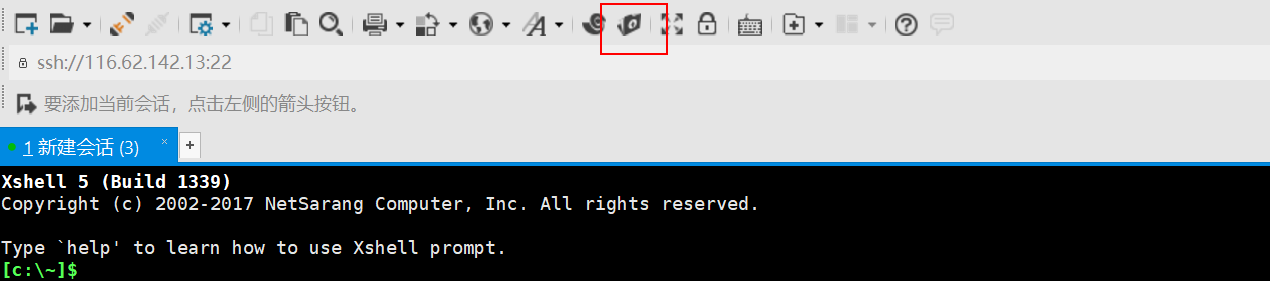 ssh://116.62.142.13:22
要添加当前会话，点击左侧的箭头按钮。
1 新建会话 (3) × +
Xshell 5 (Build 1339)
Copyright (c) 2002-2017 NetSarang Computer, Inc. All rights reserved.
Type `help' to learn how to use Xshell prompt.
[c:\~]$